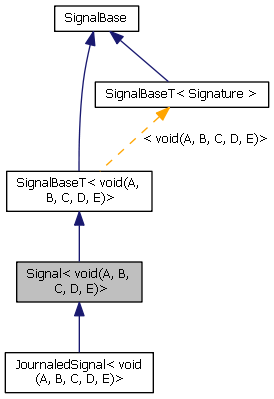 SignalBase
SignalBaseT< Signature >
< void(A, B, C, D, E)>
SignalBaseT< void(A,
B, C, D, E)>
Signal< void(A, B,
C, D, E)>
JournaledSignal< void
(A, B, C, D, E)>